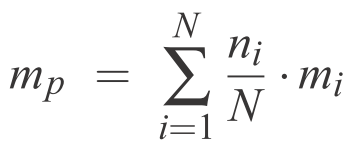 m_p = \sum_{i=1}^{N} \frac{n_i}{N} \cdot m_i